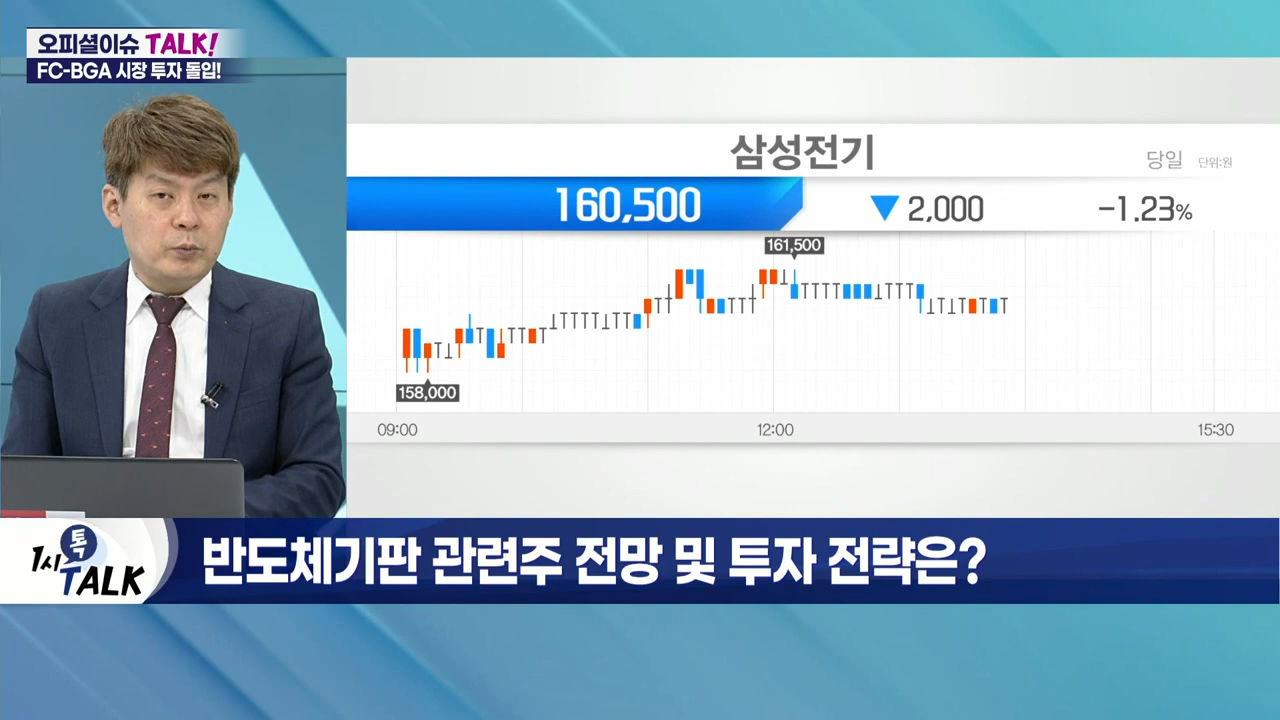 오피셜이슈 TALK!
FC-BGA 시장 투자 돌입!
삼성전기
당일 단위:원
160,500 ▼ 2,000 -1.23%
161,500
158,000
09:00 12:00 15:30
1시 톡 TALK
반도체기판 관련주 전망 및 투자 전략은?